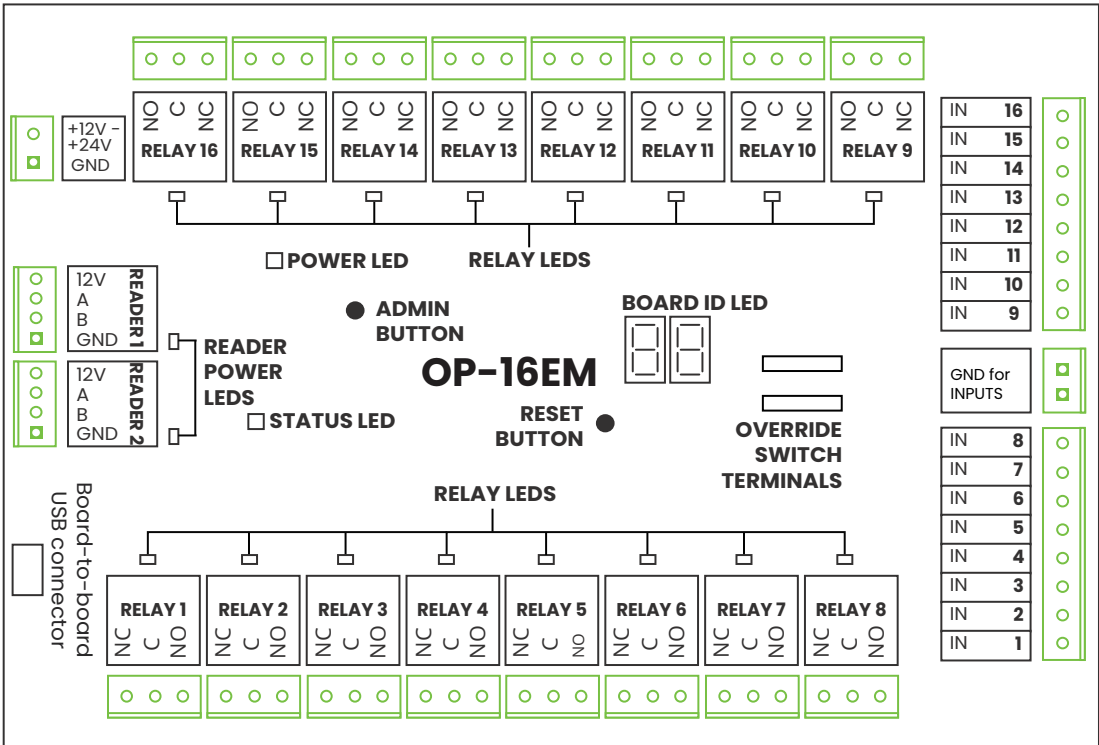 NO C NC
RELAY 16
NO C NC
RELAY 15
NO C NC
RELAY 14
NO C NC
RELAY 13
NO C NC
RELAY 12
NO C NC
RELAY 11
NO C NC
RELAY 10
NO C NC
RELAY 9
+12V -
+24V
GND
IN 16
IN 15
IN 14
IN 13
IN 12
IN 11
IN 10
IN 9
POWER LED
RELAY LEDS
12V
A
B
GND
READER 1
ADMIN
BUTTON
BOARD ID LED
88
READER
POWER
LEDS
OP-16EM
GND for
INPUTS
12V
A
B
GND
READER 2
STATUS LED
RESET
BUTTON
OVERRIDE
SWITCH
TERMINALS
IN 8
IN 7
IN 6
IN 5
IN 4
IN 3
IN 2
IN 1
RELAY LEDS
Board-to-board
USB connector
RELAY 1
NC C NO
RELAY 2
NC C NO
RELAY 3
NC C NO
RELAY 4
NC C NO
RELAY 5
NC C NO
RELAY 6
NC C NO
RELAY 7
NC C NO
RELAY 8
NC C NO